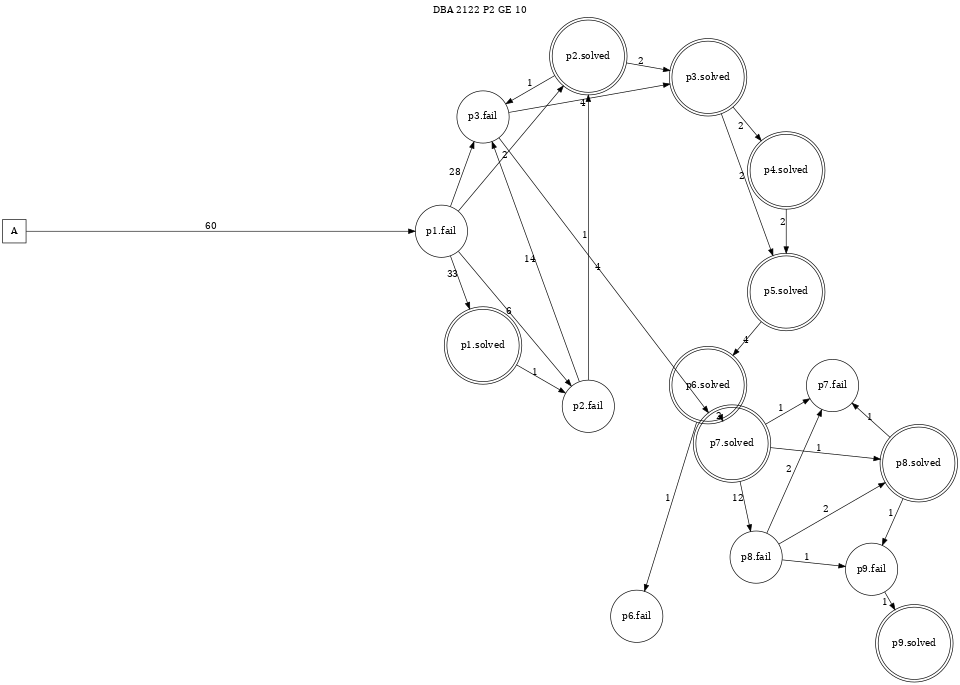 DBA 2122 P2 GE 10
p2.solved
2
p3.solved
1
4
p3.fail
2
p4.solved
28
2
2
2
A
60
p1.fail
1
14
4
33
p5.solved
6
4
p1.solved
1
p6.solved
p7.fail
p2.fail
1
2
1
p7.solved
1
p8.solved
2
1
12
2
1
p8.fail
1
p9.fail
1
p6.fail
p9.solved